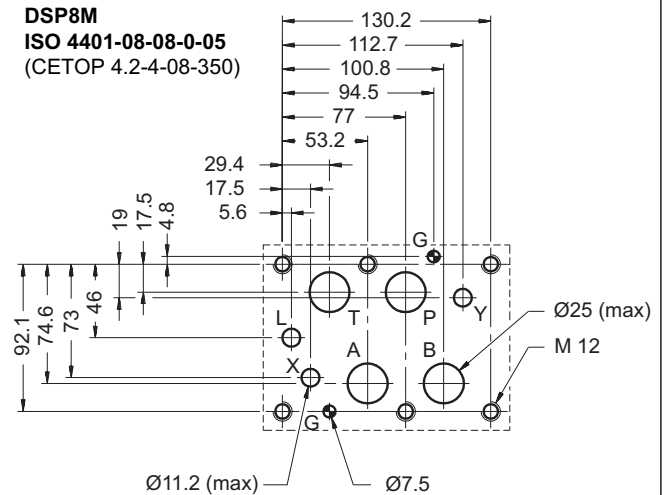 DSP8M
ISO 4401-08-08-0-05
(CETOP 4.2-4-08-350)
130.2
112.7
100.8
94.5
77
53.2
29.4
17.5
5.6
19
17.5
4.8
92.1
74.6
73
46
G
L
T
P
Y
X
A
B
G
Ø25 (max)
M 12
Ø11.2 (max)
Ø7.5